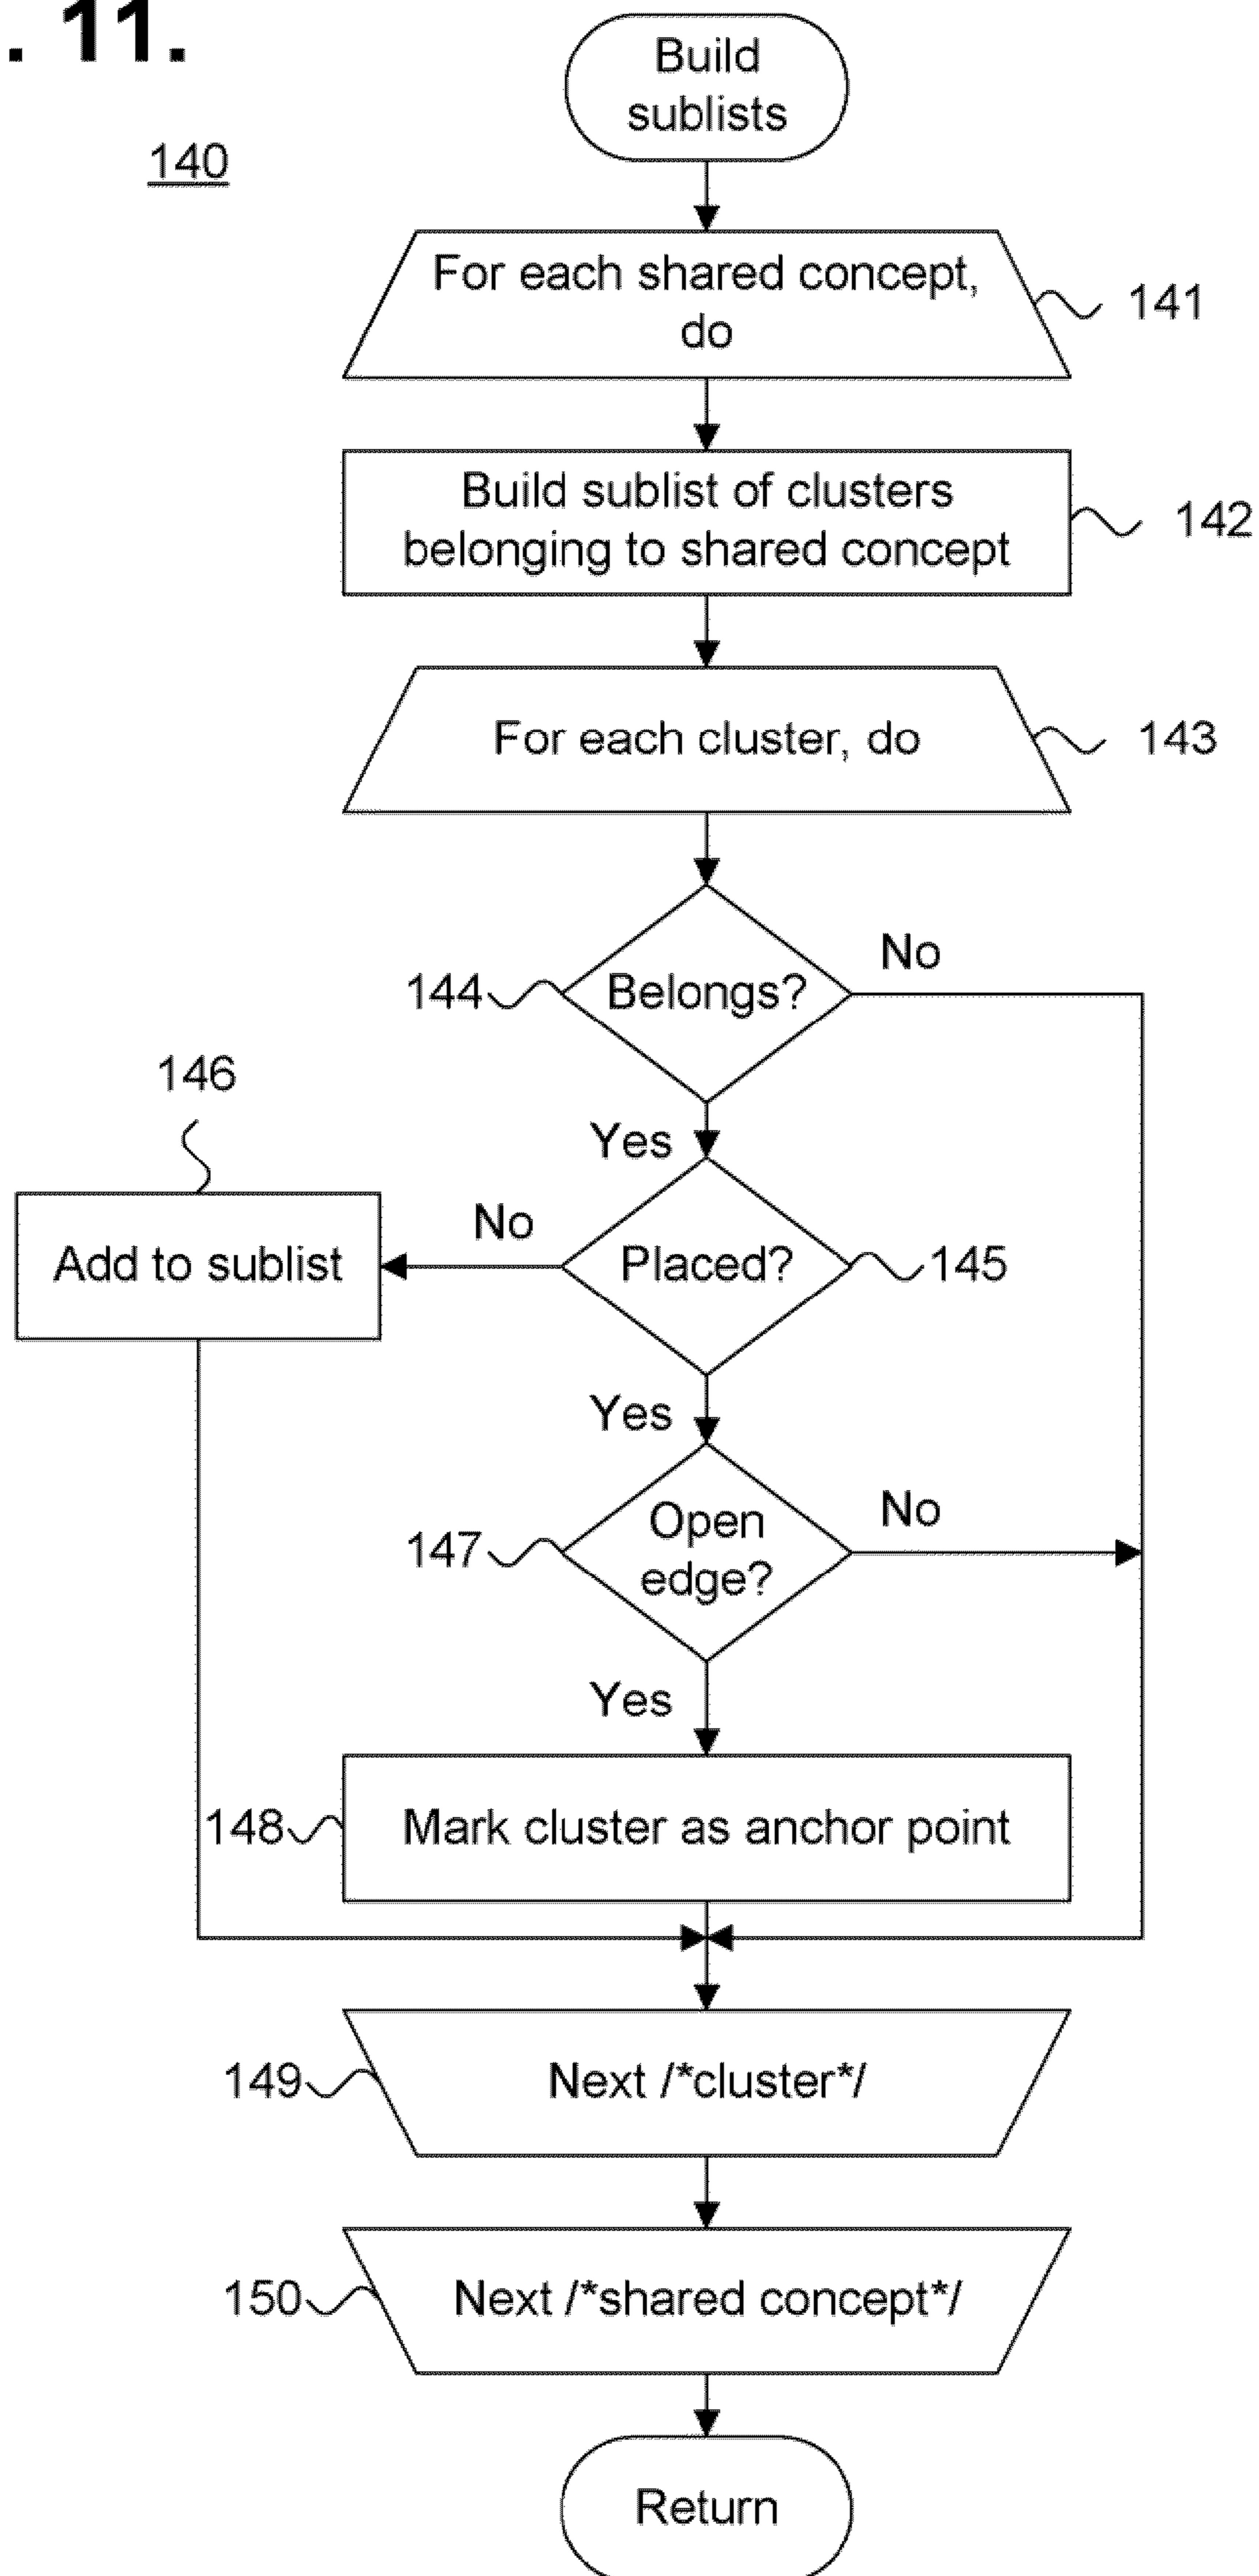 . 11.
140
Build
sublists
For each shared concept,
do
141
Build sublist of clusters
belonging to shared concept
142
For each cluster, do
143
144
Belongs?
No
Yes
146
Add to sublist
No
Placed?
145
Yes
147
Open
edge?
No
Yes
148
Mark cluster as anchor point
149
Next /*cluster*/
150
Next /*shared concept*/
Return